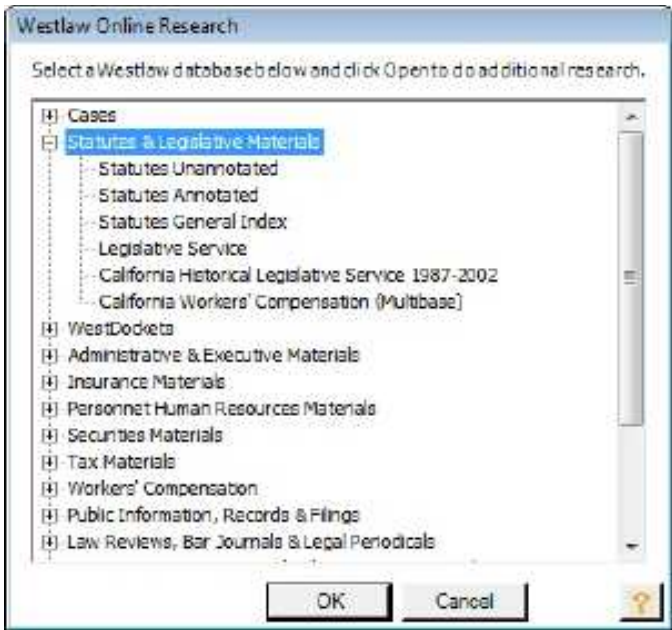 Westlaw Online Research
Select a Westlaw database below and click Open to do additional research.
Cases
Statutes & Legislative Materials
Statutes Unannotated
Statutes Annotated
Statutes General Index
Legislative Service
California Historical Legislative Service 1987-2002
California Workers' Compensation (Multibase)
WestDockets
Administrative & Executive Materials
Insurance Materials
Personnet Human Resources Materials
Securities Materials
Tax Materials
Workers' Compensation
Public Information, Records & Filings
Law Reviews, Bar Journals & Legal Periodicals
OK Cancel ?